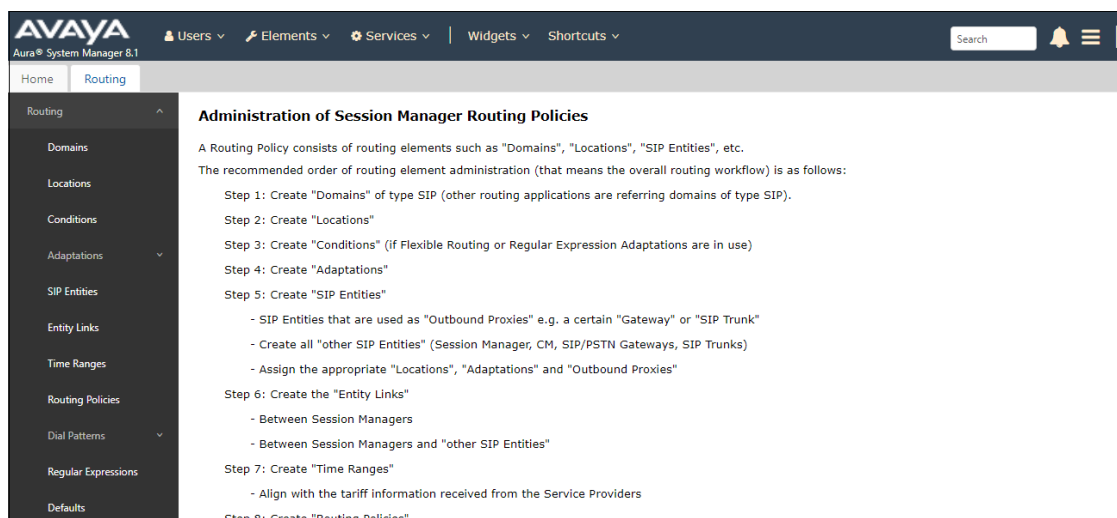 AVAYA
Aura® System Manager 8.1
Users Elements Services | Widgets Shortcuts
Search
Home Routing
Routing
Domains
Locations
Conditions
Adaptations
SIP Entities
Entity Links
Time Ranges
Routing Policies
Dial Patterns
Regular Expressions
Defaults
Administration of Session Manager Routing Policies
A Routing Policy consists of routing elements such as "Domains", "Locations", "SIP Entities", etc.
The recommended order of routing element administration (that means the overall routing workflow) is as follows:
Step 1: Create "Domains" of type SIP (other routing applications are referring domains of type SIP).
Step 2: Create "Locations"
Step 3: Create "Conditions" (if Flexible Routing or Regular Expression Adaptations are in use)
Step 4: Create "Adaptations"
Step 5: Create "SIP Entities"
- SIP Entities that are used as "Outbound Proxies" e.g. a certain "Gateway" or "SIP Trunk"
- Create all "other SIP Entities" (Session Manager, CM, SIP/PSTN Gateways, SIP Trunks)
- Assign the appropriate "Locations", "Adaptations" and "Outbound Proxies"
Step 6: Create the "Entity Links"
- Between Session Managers
- Between Session Managers and "other SIP Entities"
Step 7: Create "Time Ranges"
- Align with the tariff information received from the Service Providers
Step 8: Create "Routing Policies"